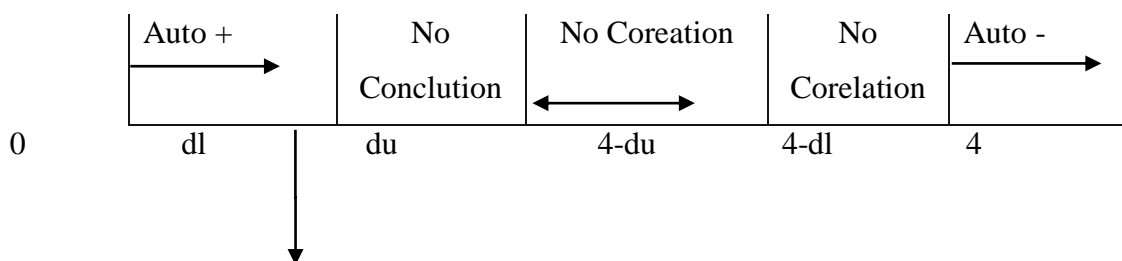 Auto + No No Coreation No Auto -
Conclution Corelation
0 dl du 4-du 4-dl 4